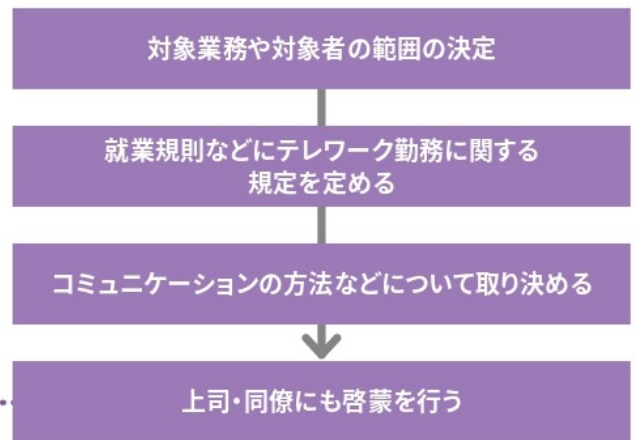 対象業務や対象者の範囲の決定
就業規則などにテレワーク勤務に関する
規定を定める
コミュニケーションの方法などについて取り決める
上司・同僚にも啓蒙を行う